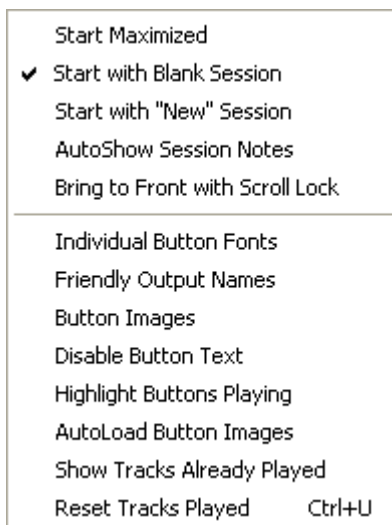 Start Maximized
Start with Blank Session
Start with "New" Session
AutoShow Session Notes
Bring to Front with Scroll Lock
Individual Button Fonts
Friendly Output Names
Button Images
Disable Button Text
Highlight Buttons Playing
AutoLoad Button Images
Show Tracks Already Played
Reset Tracks Played Ctrl+U